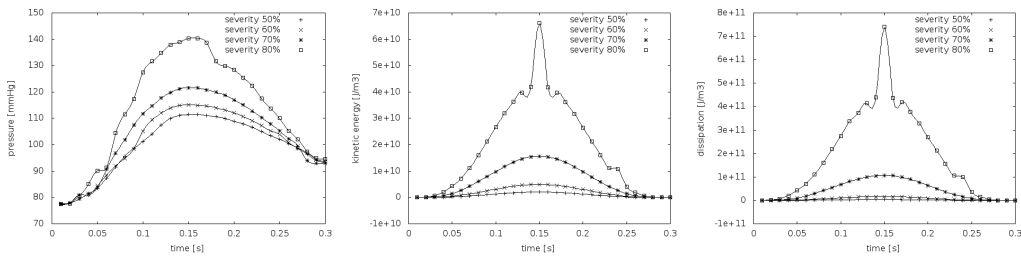 150
140
130
120
110
100
90
80
70
pressure [mmHg]
0 0.05 0.1 0.15 0.2 0.25 0.3
time [s]
severity 50%
severity 60%
severity 70%
severity 80%
7e+10
6e+10
5e+10
4e+10
3e+10
2e+10
1e+10
0
-1e+10
kinetic energy [J/m3]
0 0.05 0.1 0.15 0.2 0.25 0.3
time [s]
severity 50%
severity 60%
severity 70%
severity 80%
8e+11
7e+11
6e+11
5e+11
4e+11
3e+11
2e+11
1e+11
0
-1e+11
dissipation [J/m3]
0 0.05 0.1 0.15 0.2 0.25 0.3
time [s]
severity 50%
severity 60%
severity 70%
severity 80%